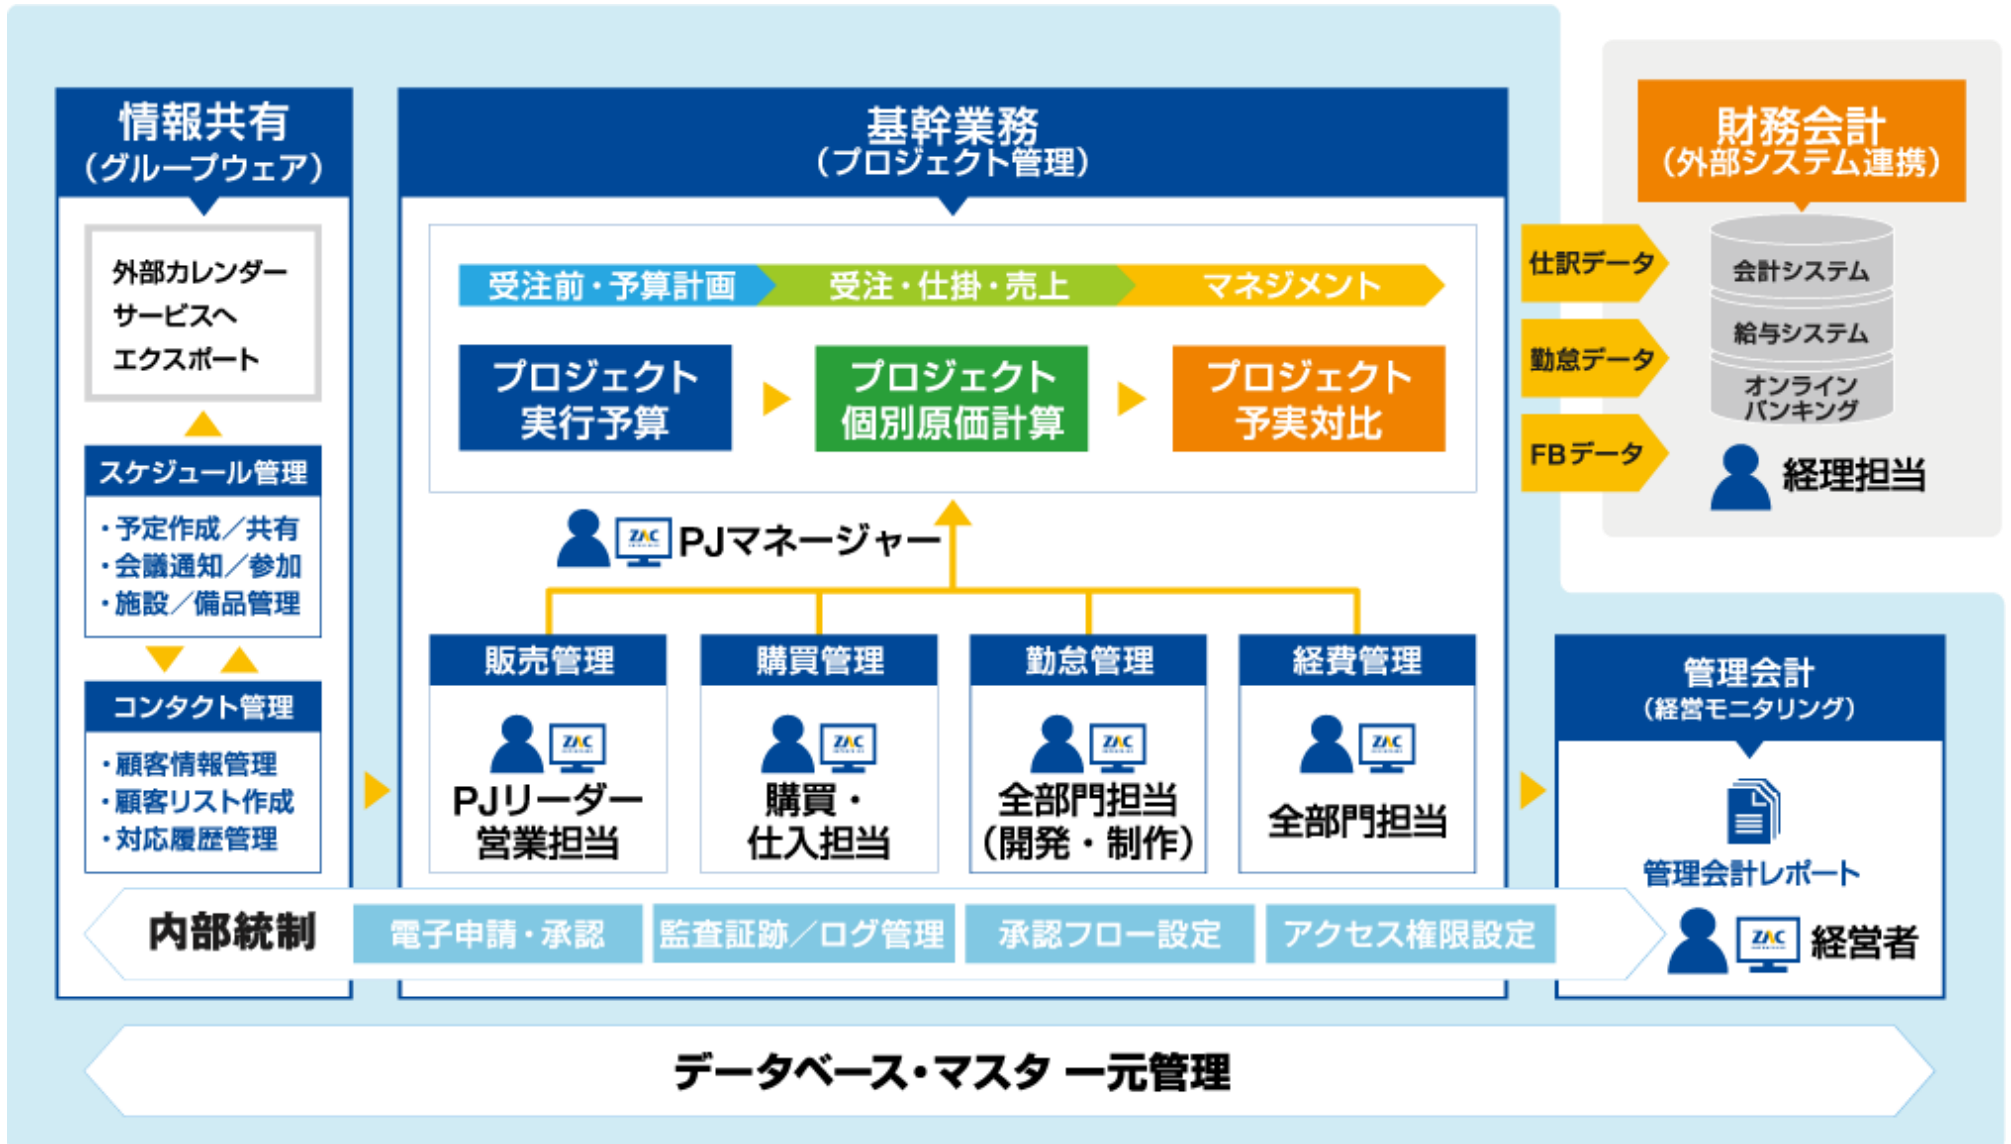 情報共有
（グループウェア）
外部カレンダー
サービスへ
エクスポート
スケジュール管理
・予定作成／共有
・会議通知／参加
・施設／備品管理
コンタクト管理
・顧客情報管理
・顧客リスト作成
・対応履歴管理
基幹業務
（プロジェクト管理）
受注前・予算計画
受注・仕掛・売上
マネジメント
プロジェクト
実行予算
プロジェクト
個別原価計算
プロジェクト
予実対比
ZAC
PJマネージャー
販売管理
ZAC
PJリーダー
営業担当
購買管理
ZAC
購買・
仕入担当
勤怠管理
ZAC
全部門担当
（開発・制作）
経費管理
ZAC
全部門担当
仕訳データ
勤怠データ
FBデータ
財務会計
（外部システム連携）
会計システム
給与システム
オンライン
バンキング
経理担当
管理会計
（経営モニタリング）
管理会計レポート
ZAC
経営者
内部統制
電子申請・承認
監査証跡／ログ管理
承認フロー設定
アクセス権限設定
データベース・マスタ 一元管理